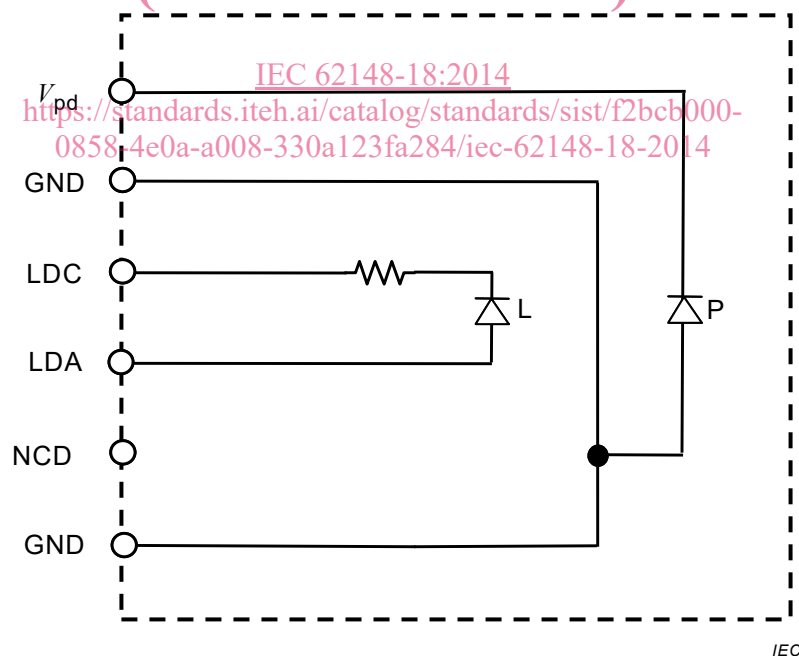 IEC 62148-18:2014
V pd
https://standards.iteh.ai/catalog/standards/sist/f2bcb000-
0858-4e0a-a008-330a123fa284/iec-62148-18-2014
GND
LDC
L
P
LDA
NCD
GND
IEC